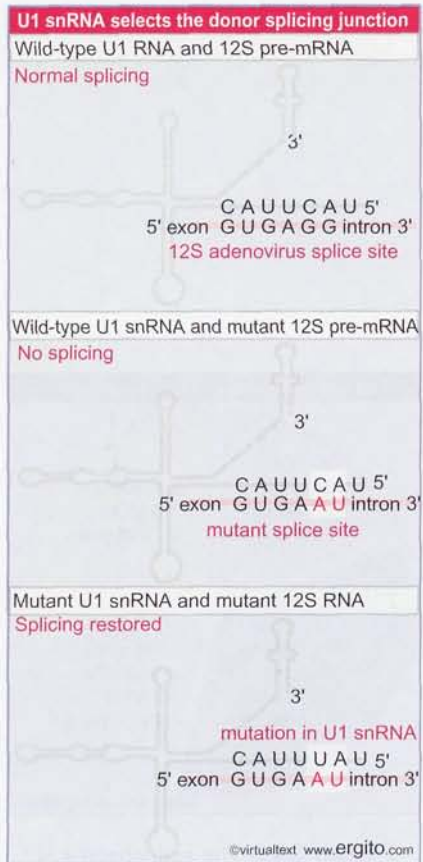 U1 snRNA selects the donor splicing junction
Wild-type U1 RNA and 12S pre-mRNA
Normal splicing
3'
C A U U C A U 5'
5' exon G U G A G G intron 3'
12S adenovirus splice site
Wild-type U1 snRNA and mutant 12S pre-mRNA
No splicing
3'
C A U U C A U 5'
5' exon G U G A A U intron 3'
mutant splice site
Mutant U1 snRNA and mutant 12S RNA
Splicing restored
3'
mutation in U1 snRNA
C A U U U A U 5'
5' exon G U G A A U intron 3'
©virtualtext www.ergito.com